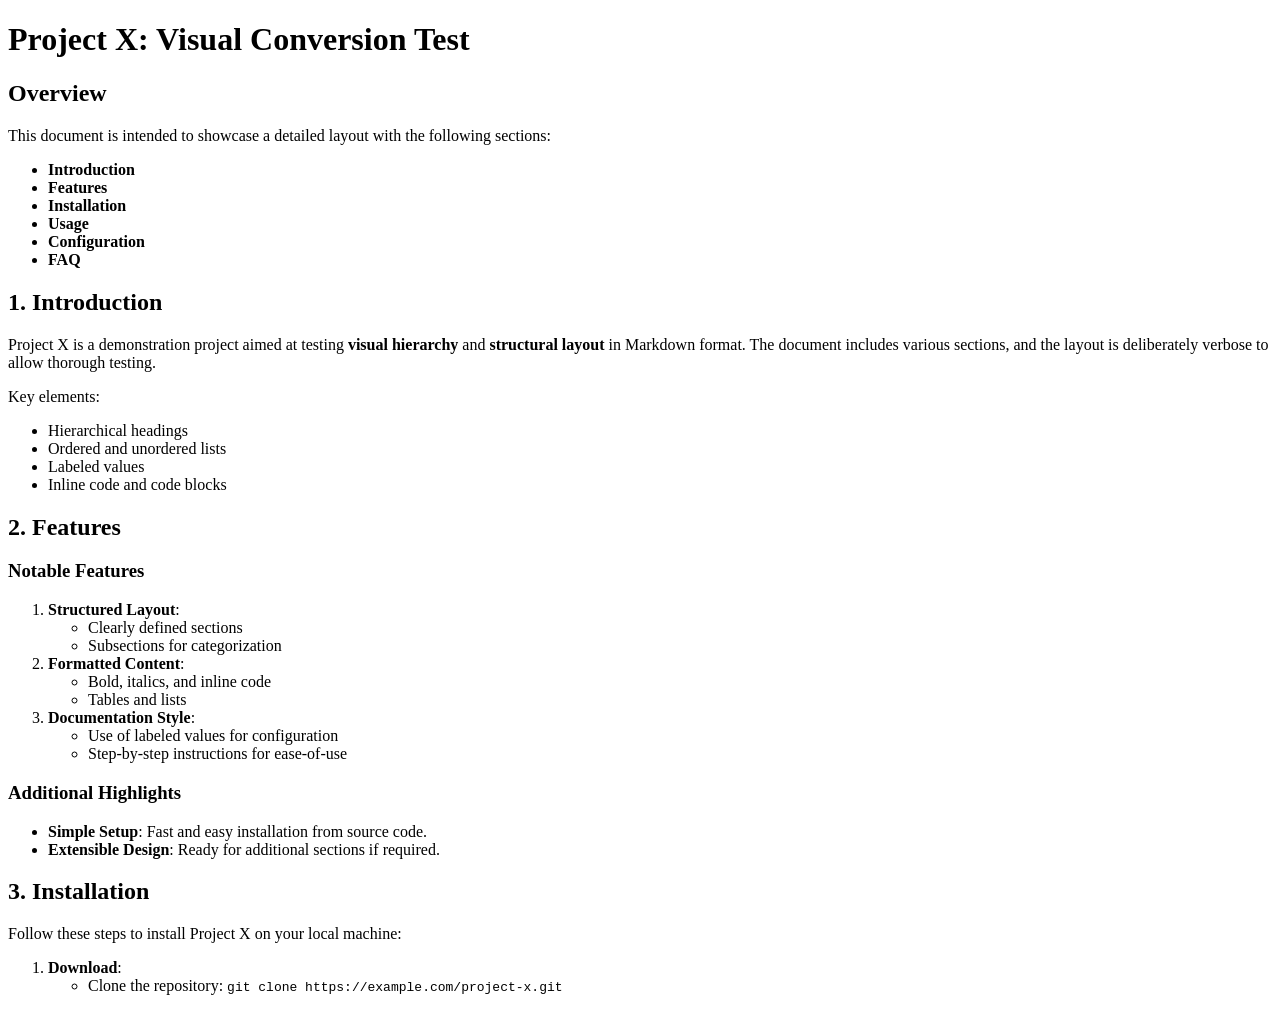 Project X: Visual Conversion Test
Overview
This document is intended to showcase a detailed layout with the following sections:
• Introduction
• Features
• Installation
• Usage
• Configuration
• FAQ
1. Introduction
Project X is a demonstration project aimed at testing visual hierarchy and structural layout in Markdown format. The document includes various sections, and the layout is deliberately verbose to
allow thorough testing.
Key elements:
• Hierarchical headings
• Ordered and unordered lists
• Labeled values
• Inline code and code blocks
2. Features
Notable Features
1. Structured Layout:
◦ Clearly defined sections
◦ Subsections for categorization
2. Formatted Content:
◦ Bold, italics, and inline code
◦ Tables and lists
3. Documentation Style:
◦ Use of labeled values for configuration
◦ Step-by-step instructions for ease-of-use
Additional Highlights
• Simple Setup: Fast and easy installation from source code.
• Extensible Design: Ready for additional sections if required.
3. Installation
Follow these steps to install Project X on your local machine:
1. Download:
◦ Clone the repository: git clone https://example.com/project-x.git